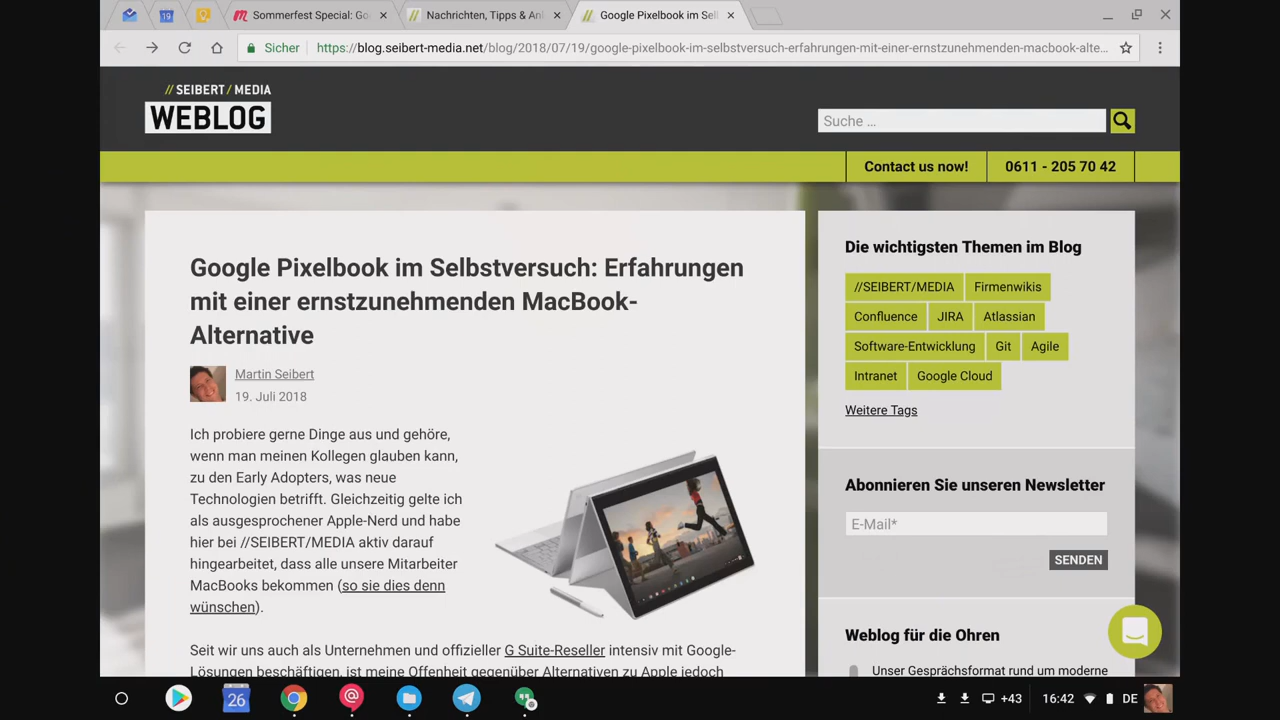 19
Sommerfest Special: Go
Nachrichten, Tipps & An
Google Pixelbook im Sel
Sicher
https://blog.seibert-media.net/blog/2018/07/19/google-pixelbook-im-selbstversuch-erfahrungen-mit-einer-ernstzunehmenden-macbook-alte...
// SEIBERT / MEDIA
WEBLOG
Suche ...
Contact us now!
0611 - 205 70 42
Google Pixelbook im Selbstversuch: Erfahrungen
mit einer ernstzunehmenden MacBook-
Alternative
Martin Seibert
19. Juli 2018
Ich probiere gerne Dinge aus und gehöre,
wenn man meinen Kollegen glauben kann,
zu den Early Adopters, was neue
Technologien betrifft. Gleichzeitig gelte ich
als ausgesprochener Apple-Nerd und habe
hier bei //SEIBERT/MEDIA aktiv darauf
hingearbeitet, dass alle unsere Mitarbeiter
MacBooks bekommen (so sie dies denn
wünschen).
Seit wir uns auch als Unternehmen und offizieller G Suite-Reseller intensiv mit Google-
Lösungen beschäftigen, ist meine Offenheit gegenüber Alternativen zu Apple jedoch
Die wichtigsten Themen im Blog
//SEIBERT/MEDIA Firmenwikis
Confluence JIRA Atlassian
Software-Entwicklung Git Agile
Intranet Google Cloud
Weitere Tags
Abonnieren Sie unseren Newsletter
E-Mail*
SENDEN
Weblog für die Ohren
Unser Gesprächsformat rund um moderne
26
+43
16:42
DE